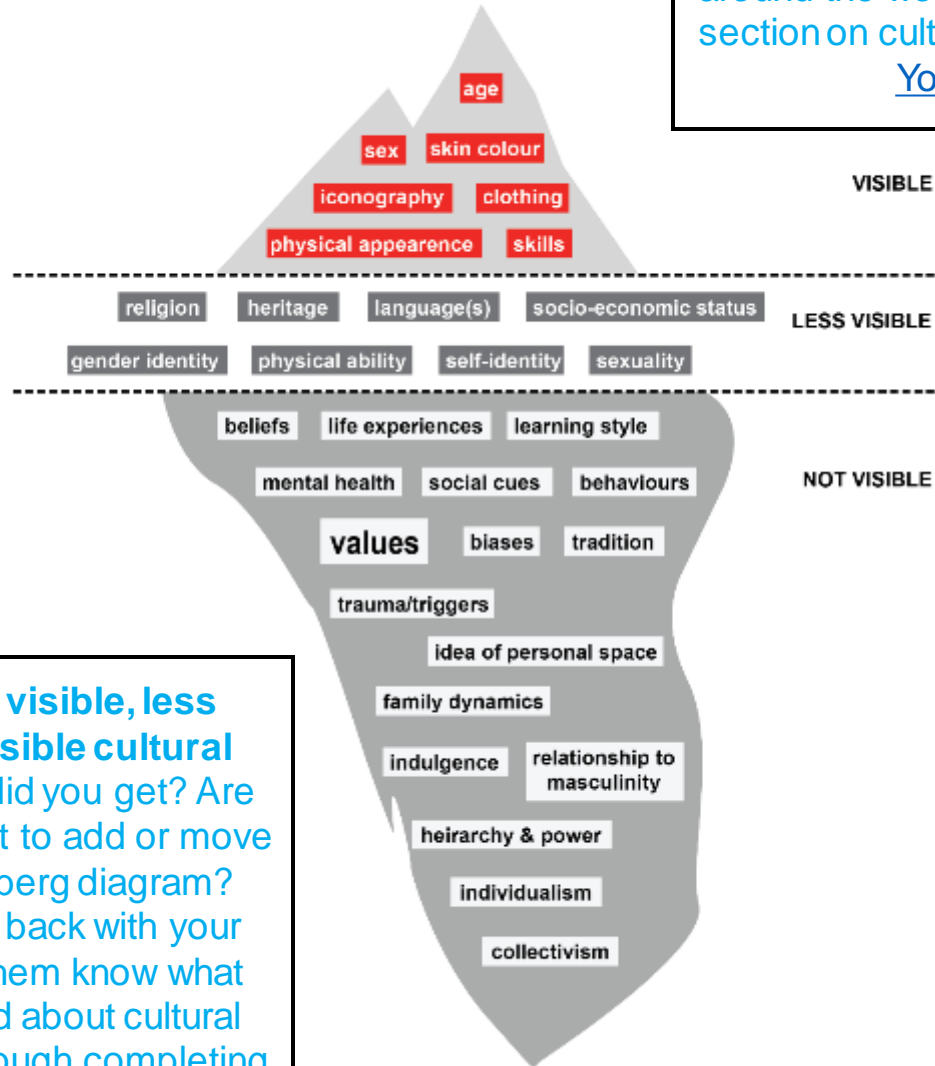 section on cult
Yo
age
sex skin colour
VISIBLE
iconography clothing
physical appearence skills
religion heritage language(s) socio-economic status
LESS VISIBLE
gender identity physical ability self-identity sexuality
beliefs life experiences learning style
mental health social cues behaviours
NOT VISIBLE
values biases tradition
trauma/triggers
idea of personal space
family dynamics
indulgence relationship to
masculinity
heirarchy & power
individualism
collectivism
visible, less
sible cultural
did you get? Are
t to add or move
berg diagram?
back with your
hem know what
d about cultural
ough completing